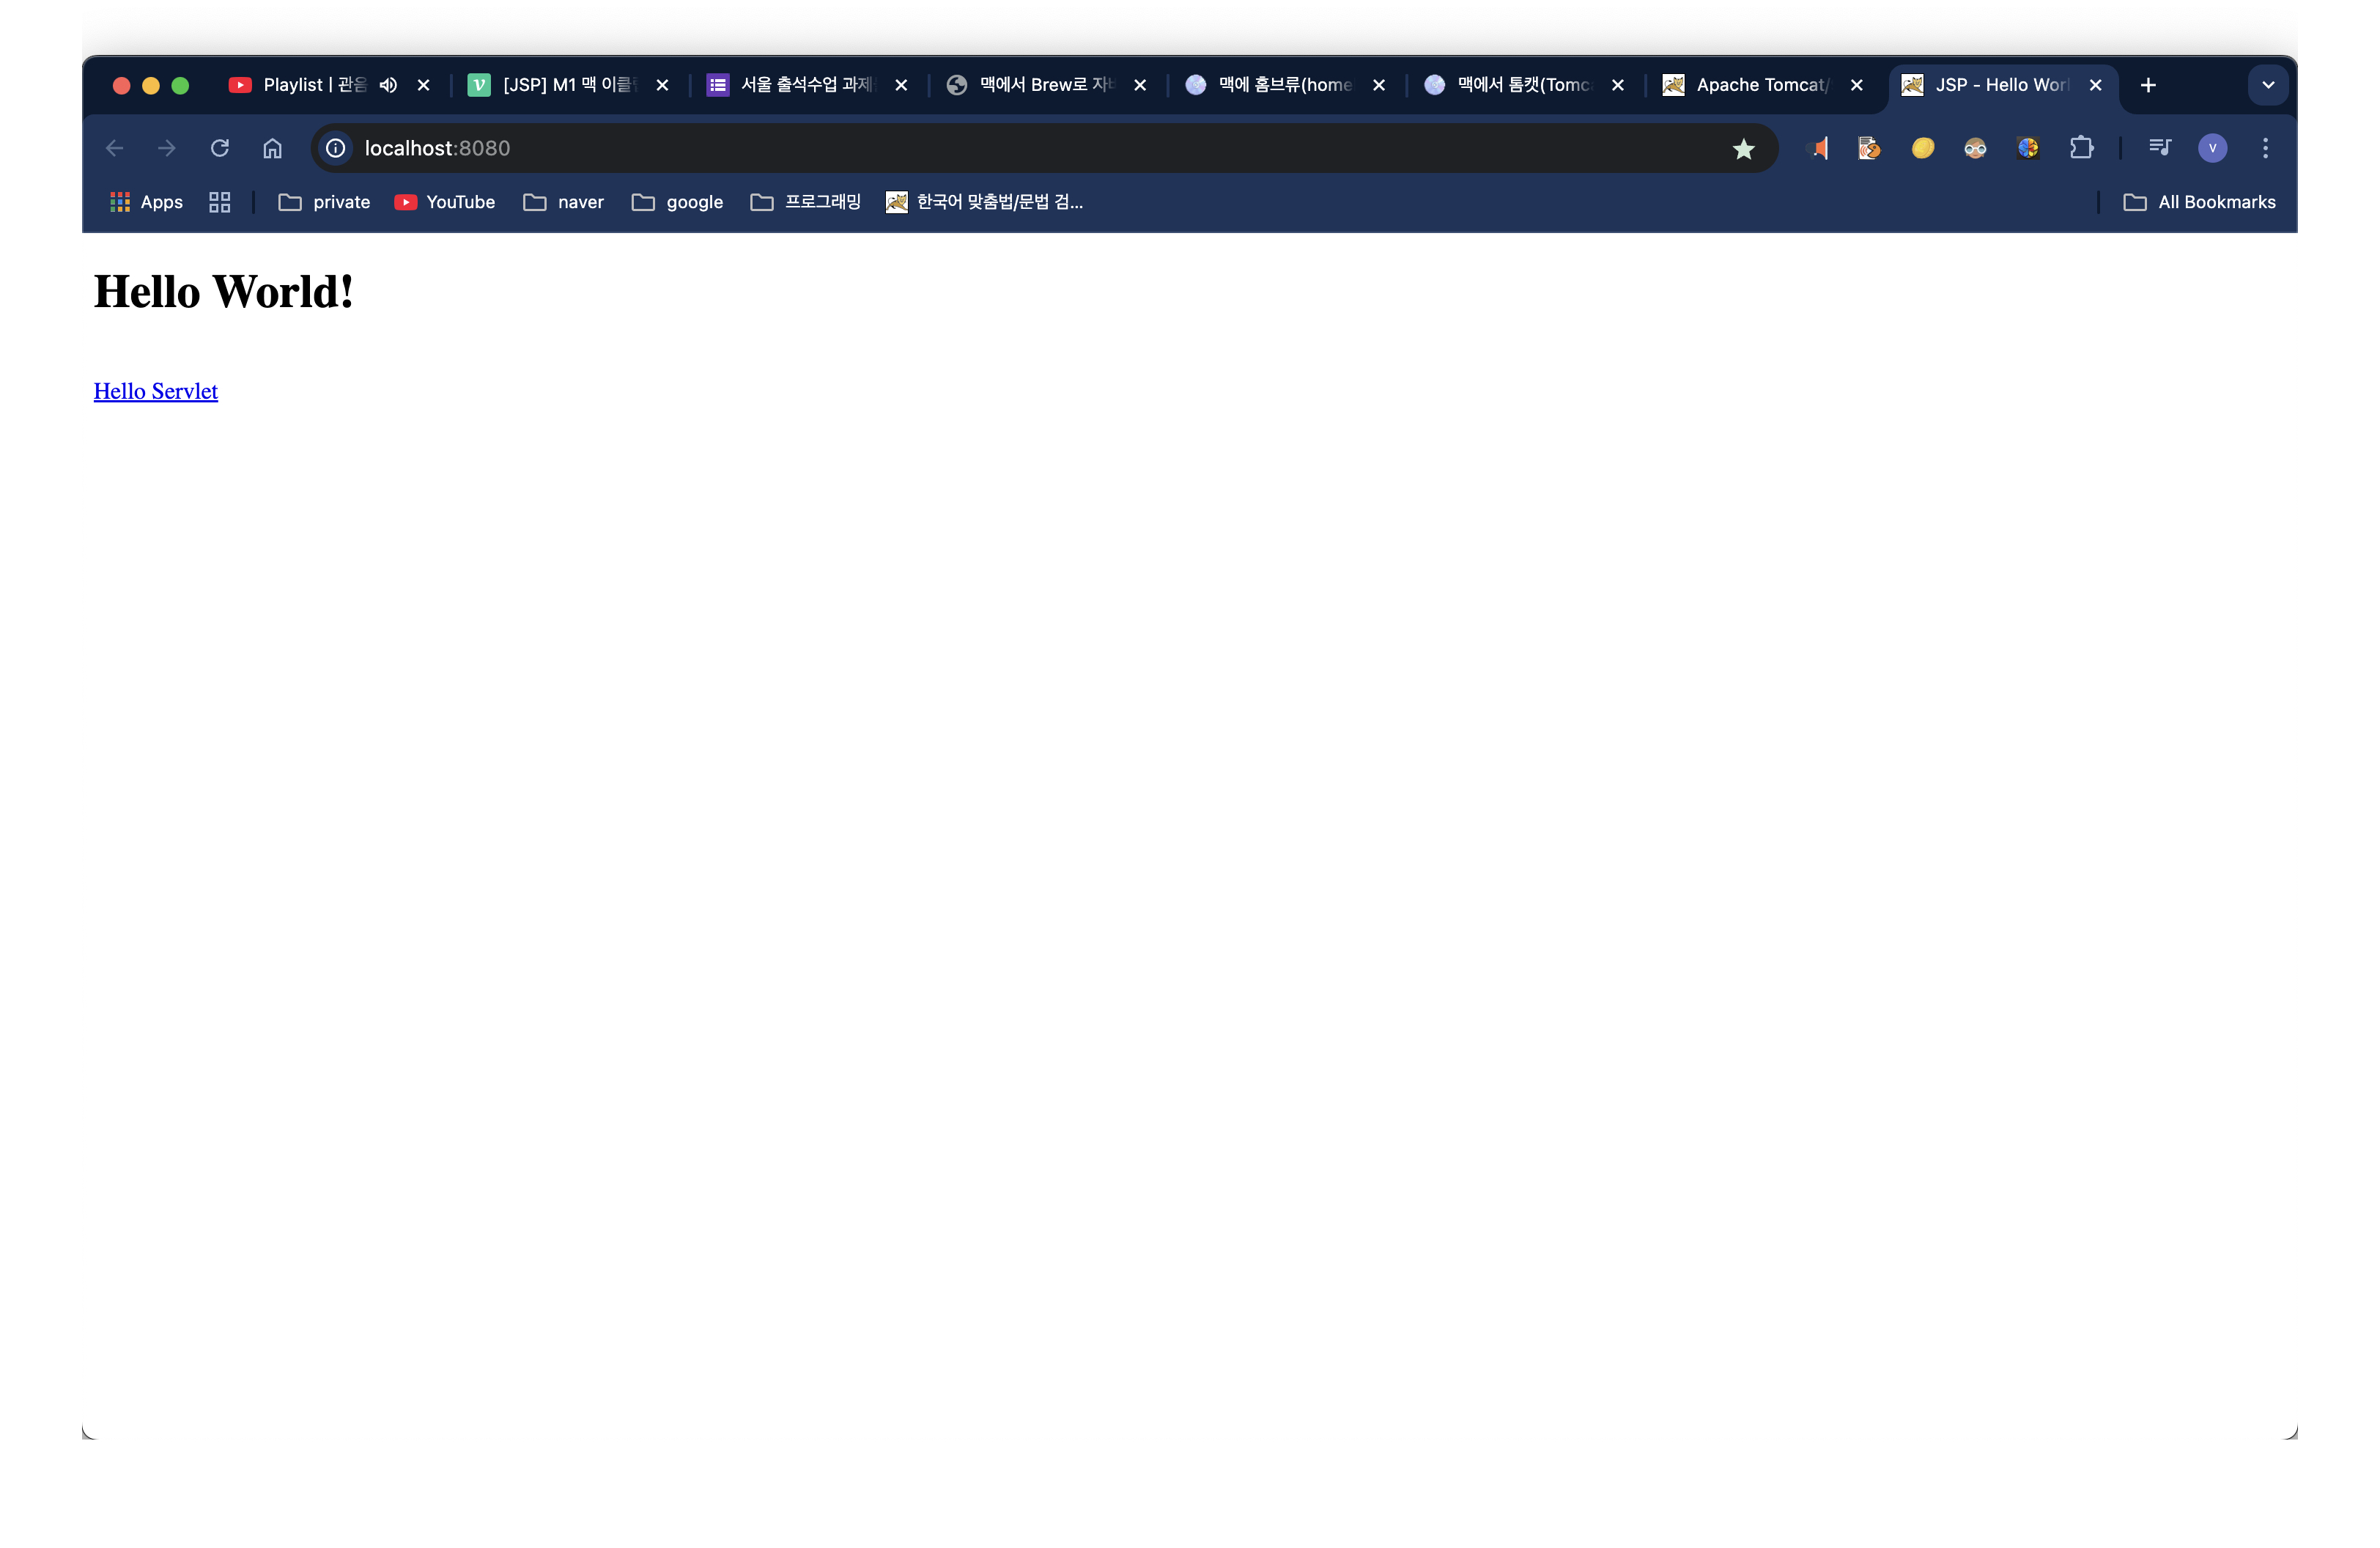 Playlist | 관음
[JSP] M1 맥 이클
서울 출석수업 과제
맥에서 Brew로 자바
맥에 홈브류(home
맥에서 톰캣(Tomc
Apache Tomcat/
JSP - Hello Worl
localhost:8080
V
Apps
private
YouTube
naver
google
프로그래밍
한국어 맞춤법/문법 검...
All Bookmarks
Hello World!
Hello Servlet